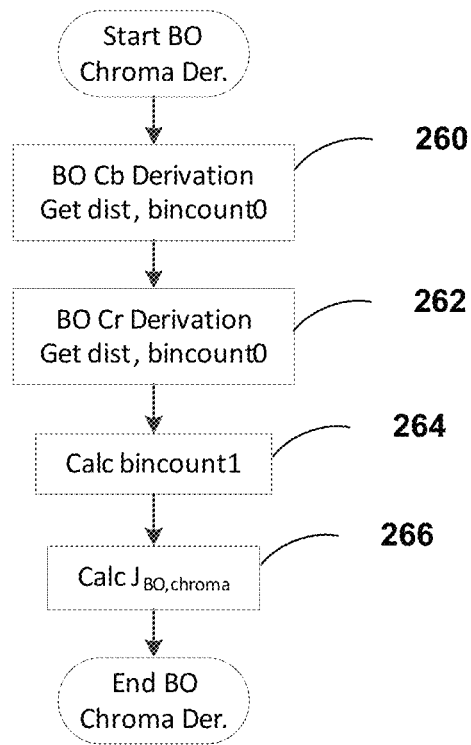 Start BO
Chroma Der.
260
BO Cb Derivation
Get dist, bincount0
262
BO Cr Derivation
Get dist, bincount0
264
Calc bincount1
266
Calc J_BO,chroma
End BO
Chroma Der.